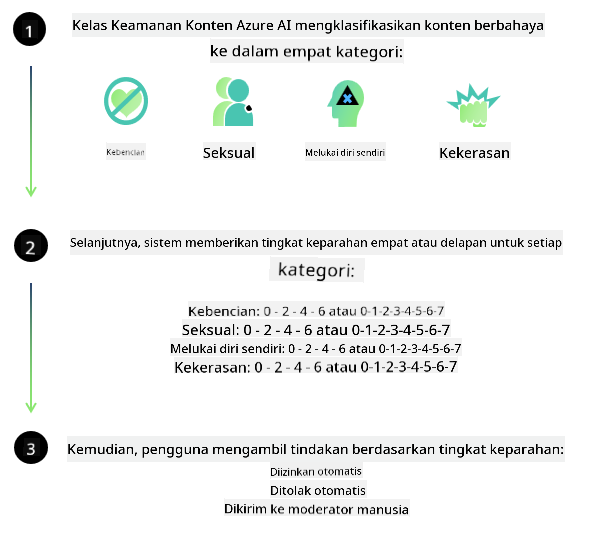 1
Kelas Keamanan Konten Azure AI mengklasifikasikan konten berbahaya
ke dalam empat kategori:
Kebencian
Seksual
Melukai diri sendiri
Kekerasan
2
Selanjutnya, sistem memberikan tingkat keparahan empat atau delapan untuk setiap
kategori:
Kebencian: 0 - 2 - 4 - 6 atau 0-1-2-3-4-5-6-7
Seksual: 0 - 2 - 4 - 6 atau 0-1-2-3-4-5-6-7
Melukai diri sendiri: 0 - 2 - 4 - 6 atau 0-1-2-3-4-5-6-7
Kekerasan: 0 - 2 - 4 - 6 atau 0-1-2-3-4-5-6-7
3
Kemudian, pengguna mengambil tindakan berdasarkan tingkat keparahan:
Diizinkan otomatis
Ditolak otomatis
Dikirim ke moderator manusia